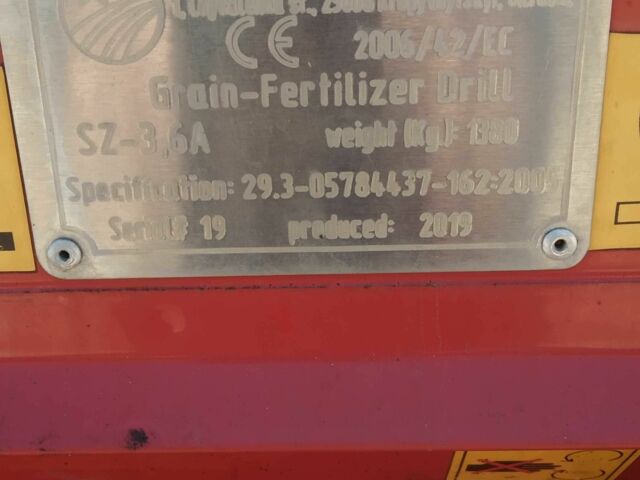 CE 2006/42/EC
Grain-Fertilizer Drill
SZ-3,6A weight (Kg): 1380
Specification: 29.3-05784437-162:2005
Serial# 19 produced: 2019